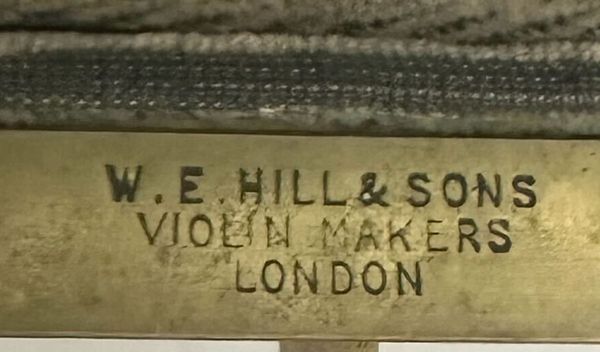 W. E. HILL & SONS
VIOLIN MAKERS
LONDON